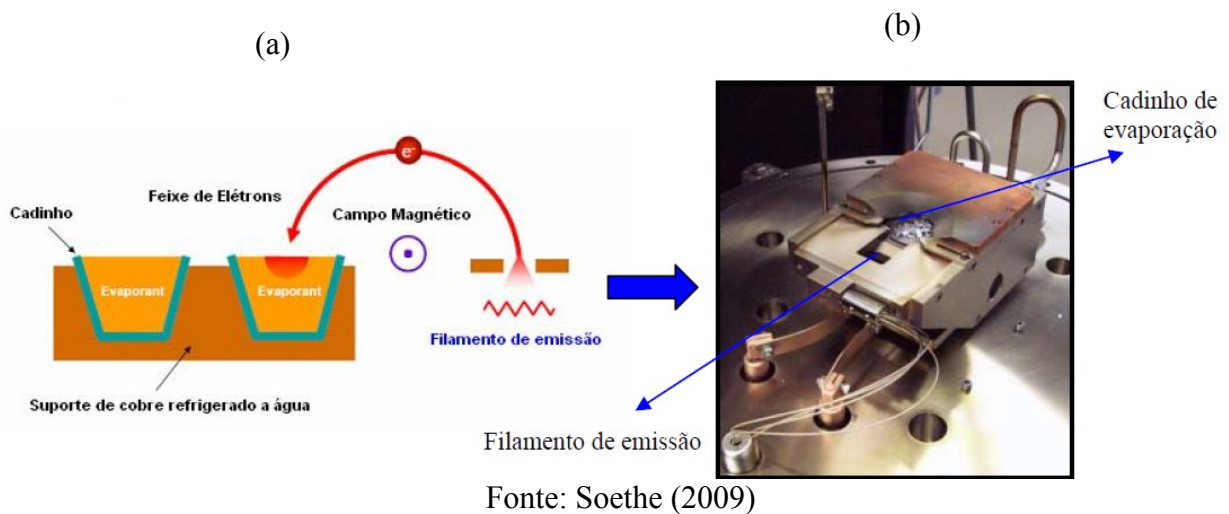 (a)
(b)
Cadinho de
evaporação
e-
Feixe de Elétrons
Cadinho
Campo Magnético
Evaporant
Evaporant
Filamento de emissão
Suporte de cobre refrigerado a água
Filamento de emissão
Fonte: Soethe (2009)